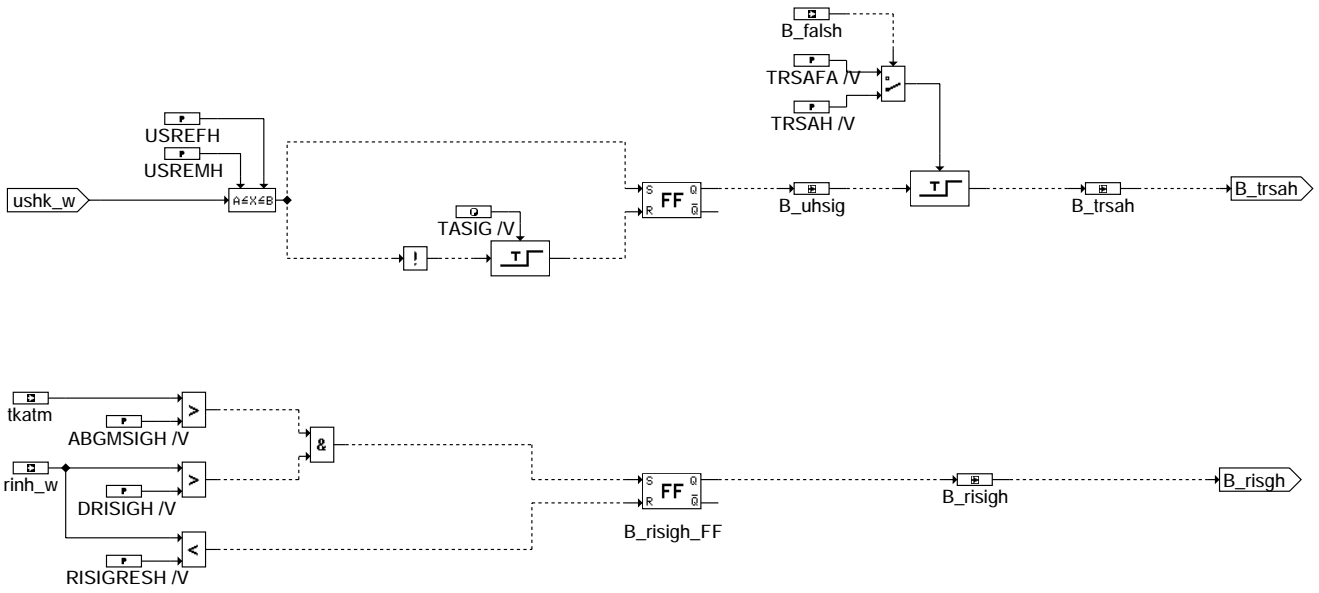 B_falsh
P
TRSAFA /V
P
TRSAH /V
P
USREFH
P
USREMH
ushk_w
A≤X≤B
S Q
FF
R Q̅
B_uhsig
T
B_trsah
B_trsah
TASIG /V
!
T
tkatm
>
P
ABGMSIGH /V
&
rinh_w
>
P
DRISIGH /V
S Q
FF
R Q̅
B_risigh_FF
B_risigh
B_risgh
<
P
RISIGRESH /V